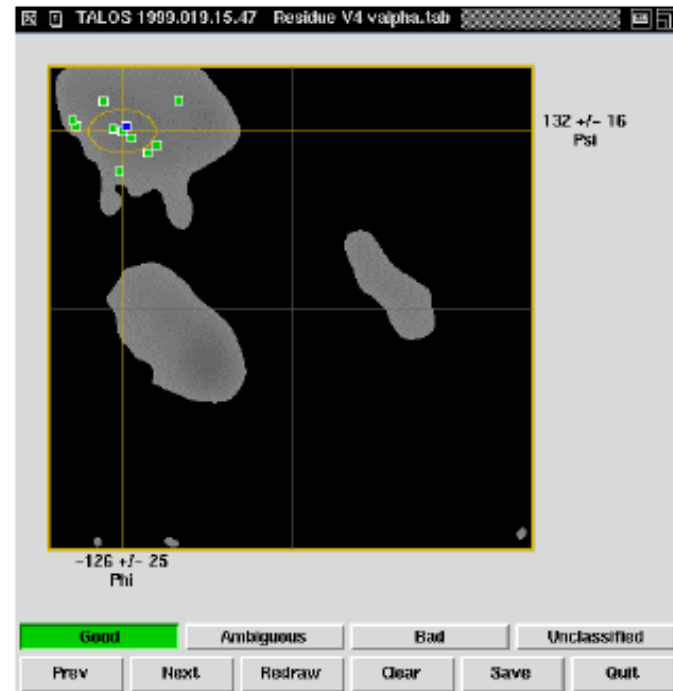 TALOS 1999.019.15.47 Residue V4 valpha.tab
132 +/- 16
Psi
-126 +/- 25
Phi
Good Ambiguous Bad Unclassified
Prev Next Redraw Clear Save Quit